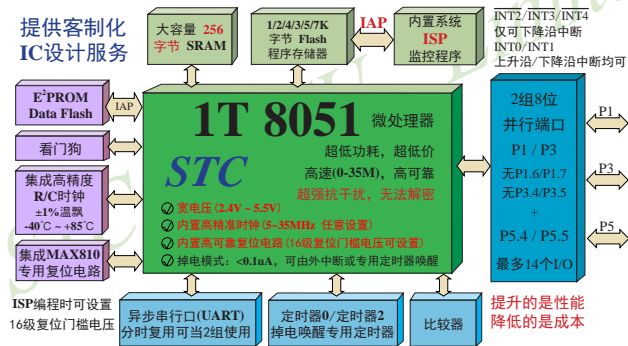 提供客制化
IC设计服务
大容量 256
字节 SRAM
1/2/4/3/5/7K
字节 Flash
程序存储器
IAP
内置系统
ISP
监控程序
INT2/INT3/INT4
仅可下降沿中断
INT0/INT1
上升沿/下降沿中断均可
E²PROM
Data Flash
IAP
看门狗
集成高精度
R/C时钟
±1%温飘
-40℃ ~ +85℃
集成MAX810
专用复位电路
ISP编程时可设置
16级复位门槛电压
1T 8051 微处理器
STC
超低功耗，超低价
高速(0-35M)，高可靠
超强抗干扰，无法解密
宽电压(2.4V ~ 5.5V)
内置高精准时钟(5~35MHz 任意设置)
内置高可靠复位电路(16级复位门槛电压可设置)
掉电模式：<0.1uA，可由外中断或专用定时器唤醒
2组8位
并行端口
P1 / P3
无P1.6/P1.7
无P3.4/P3.5
+
P5.4 / P5.5
最多14个I/O
P1
P3
P5
异步串行口(UART)
分时复用可当2组使用
定时器0/定时器2
掉电唤醒专用定时器
比较器
提升的是性能
降低的是成本